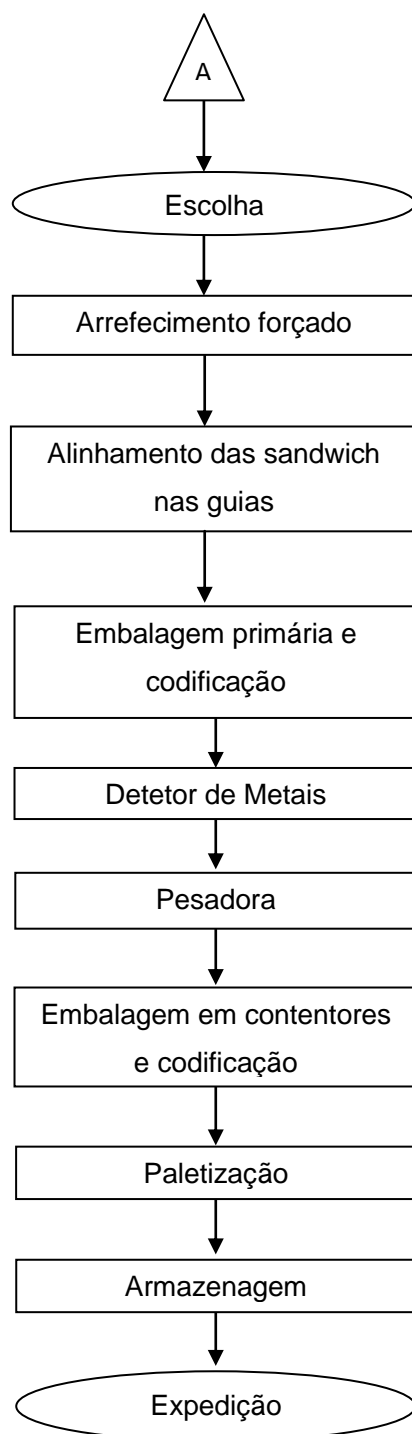 A
Escolha
Arrefecimento forçado
Alinhamento das sandwich
nas guias
Embalagem primária e
codificação
Detetor de Metais
Pesadora
Embalagem em contentores
e codificação
Paletização
Armazenagem
Expedição